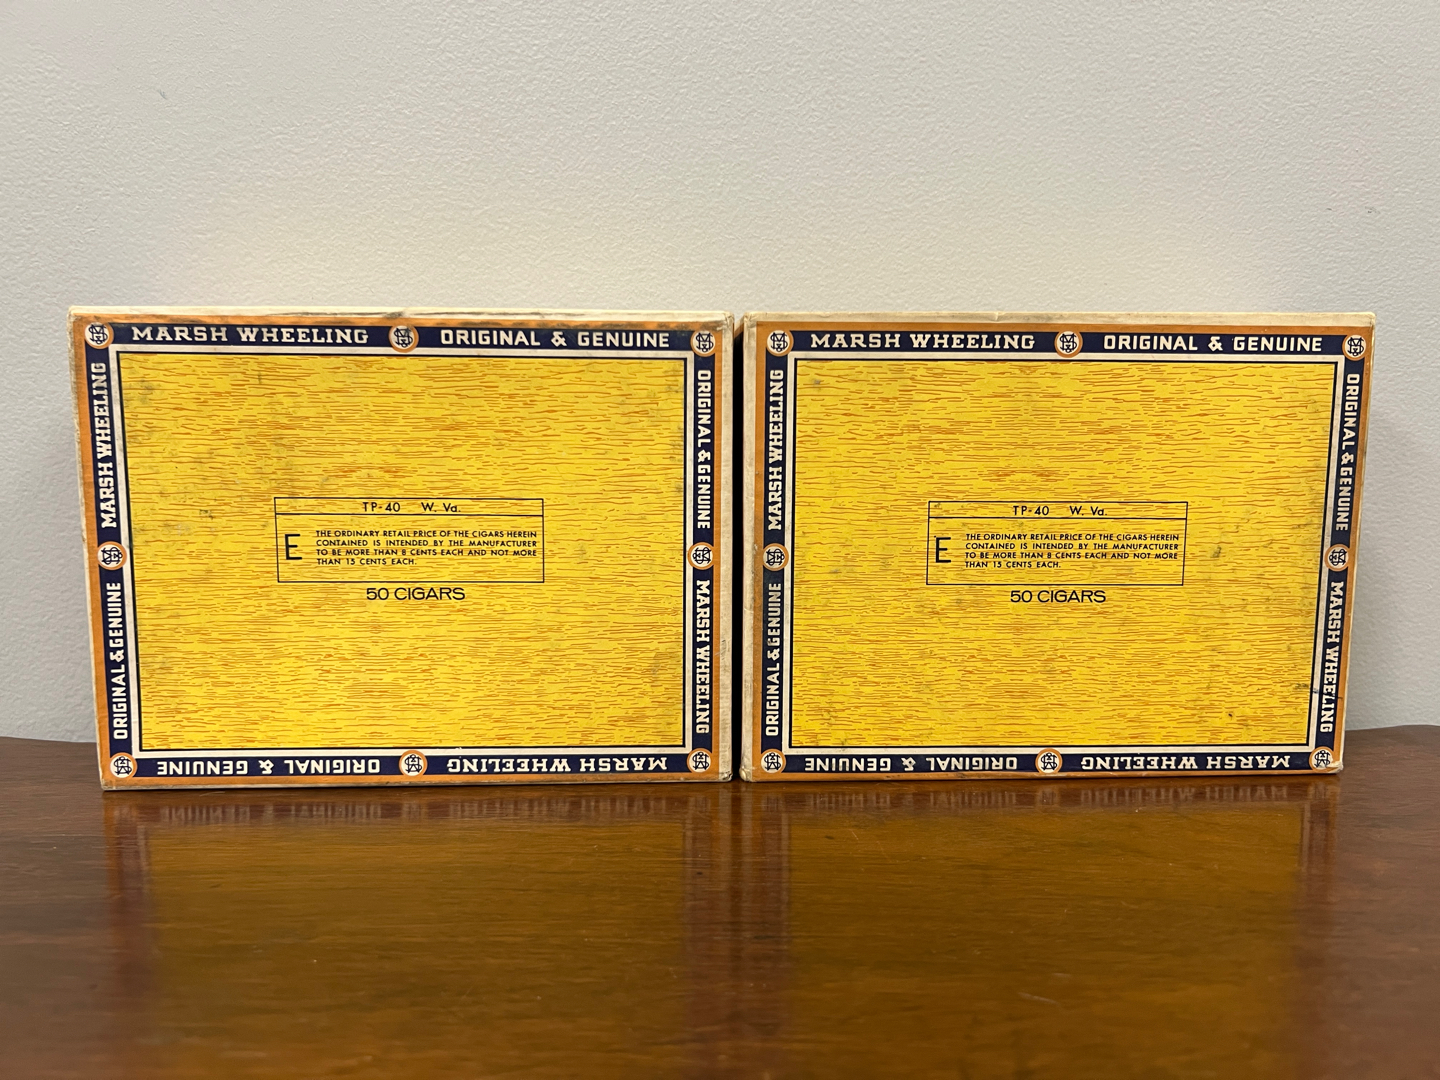 MARSH WHEELING ORIGINAL & GENUINE
ORIGINAL & GENUINE MARSH WHEELING
MARSH WHEELING ORIGINAL & GENUINE
ORIGINAL & GENUINE MARSH WHEELING
TP-40 W. Va.
E
THE ORDINARY RETAIL PRICE OF THE CIGARS HEREIN
CONTAINED IS INTENDED BY THE MANUFACTURER
TO BE MORE THAN 8 CENTS EACH AND NOT MORE
THAN 15 CENTS EACH.
50 CIGARS
MARSH WHEELING ORIGINAL & GENUINE
ORIGINAL & GENUINE MARSH WHEELING
MARSH WHEELING ORIGINAL & GENUINE
ORIGINAL & GENUINE MARSH WHEELING
TP-40 W. Va.
E
THE ORDINARY RETAIL PRICE OF THE CIGARS HEREIN
CONTAINED IS INTENDED BY THE MANUFACTURER
TO BE MORE THAN 8 CENTS EACH AND NOT MORE
THAN 15 CENTS EACH.
50 CIGARS